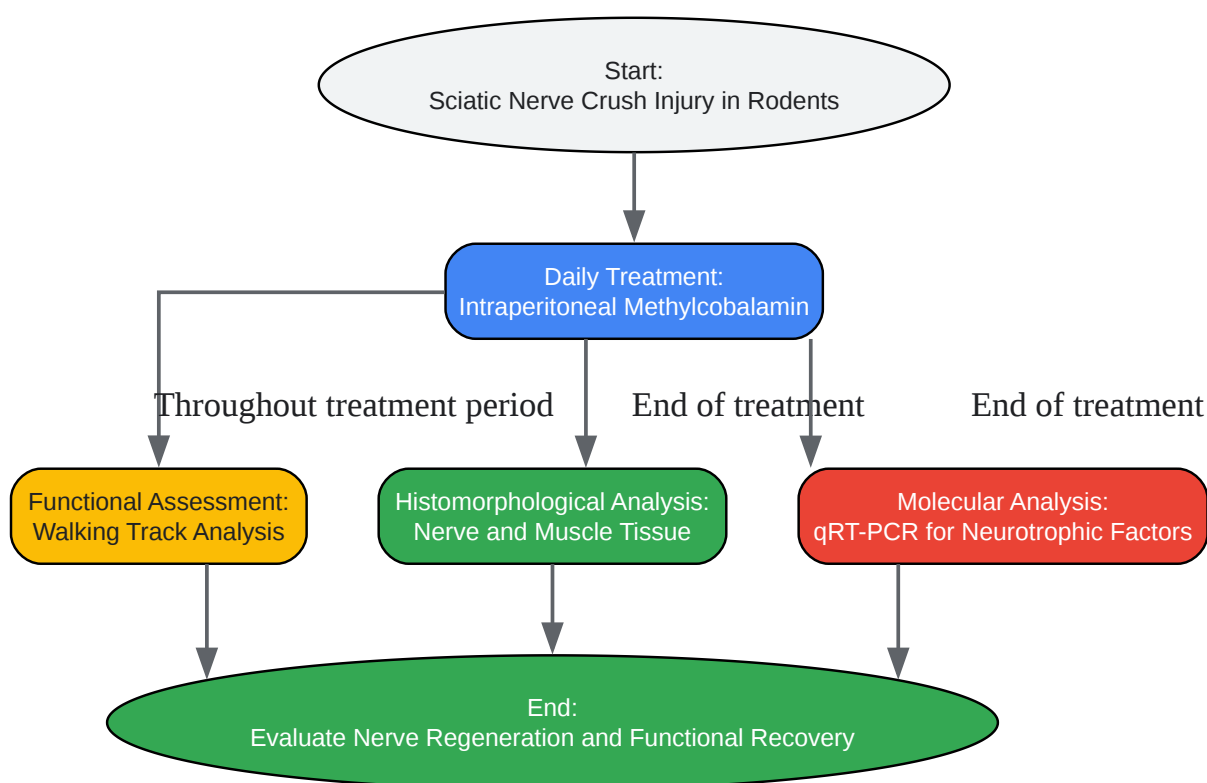 Start:
Sciatic Nerve Crush Injury in Rodents
Daily Treatment:
Intraperitoneal Methylcobalamin
Throughout treatment period
End of treatment
End of treatment
Functional Assessment:
Walking Track Analysis
Histomorphological Analysis:
Nerve and Muscle Tissue
Molecular Analysis:
qRT-PCR for Neurotrophic Factors
End:
Evaluate Nerve Regeneration and Functional Recovery